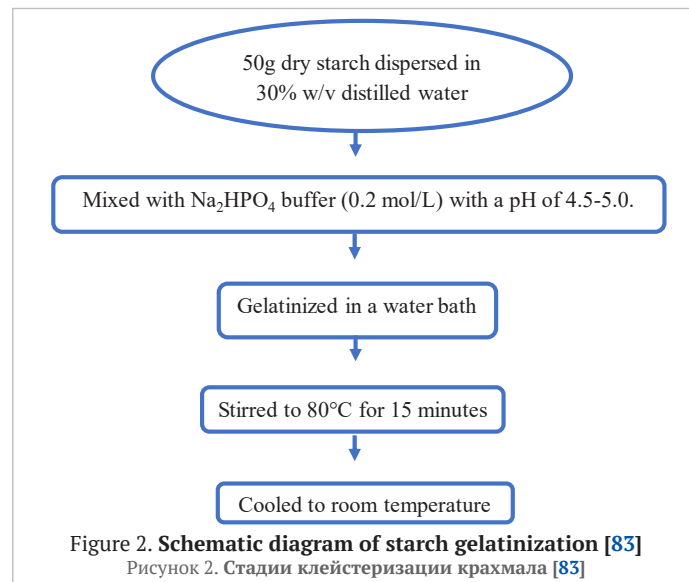 50g dry starch dispersed in
30% w/v distilled water
Mixed with Na₂HPO₄ buffer (0.2 mol/L) with a pH of 4.5-5.0.
Gelatinized in a water bath
Stirred to 80°C for 15 minutes
Cooled to room temperature
Figure 2. Schematic diagram of starch gelatinization [83]
Рисунок 2. Стадии клейстеризации крахмала [83]